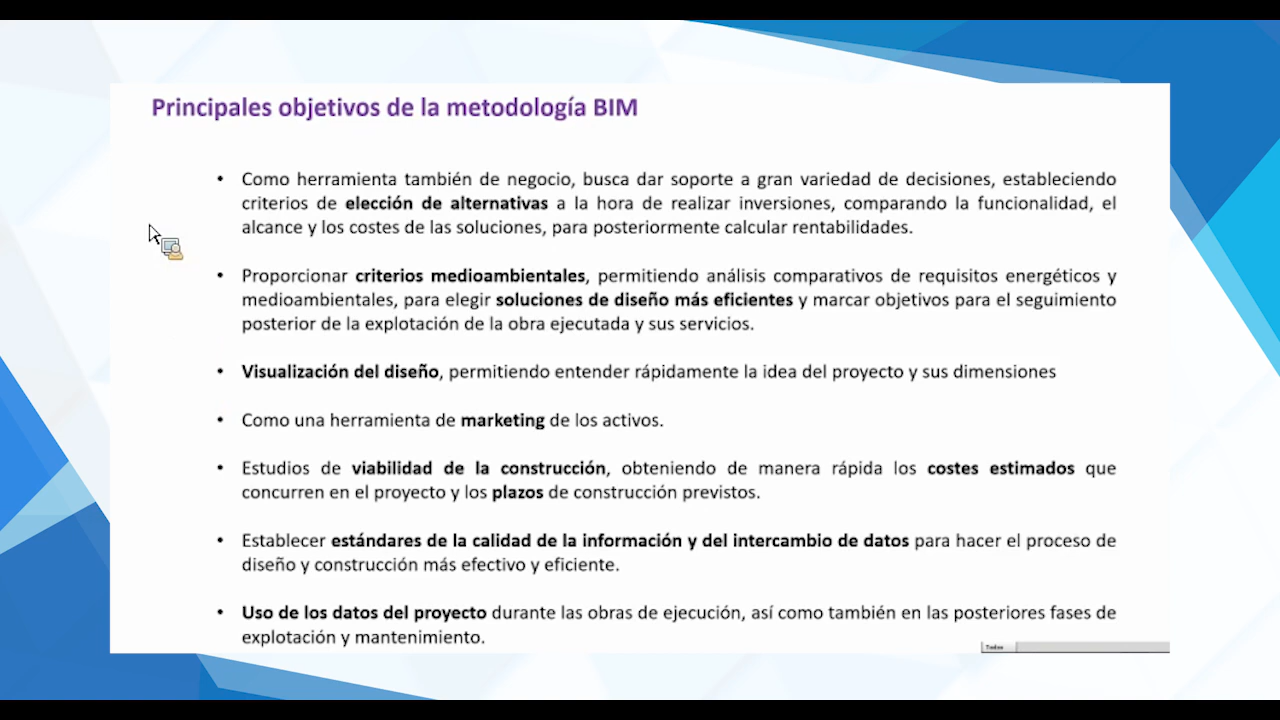 Principales objetivos de la metodología BIM
• Como herramienta también de negocio, busca dar soporte a gran variedad de decisiones, estableciendo
criterios de elección de alternativas a la hora de realizar inversiones, comparando la funcionalidad, el
alcance y los costes de las soluciones, para posteriormente calcular rentabilidades.
• Proporcionar criterios medioambientales, permitiendo análisis comparativos de requisitos energéticos y
medioambientales, para elegir soluciones de diseño más eficientes y marcar objetivos para el seguimiento
posterior de la explotación de la obra ejecutada y sus servicios.
• Visualización del diseño, permitiendo entender rápidamente la idea del proyecto y sus dimensiones
• Como una herramienta de marketing de los activos.
• Estudios de viabilidad de la construcción, obteniendo de manera rápida los costes estimados que
concurren en el proyecto y los plazos de construcción previstos.
• Establecer estándares de la calidad de la información y del intercambio de datos para hacer el proceso de
diseño y construcción más efectivo y eficiente.
• Uso de los datos del proyecto durante las obras de ejecución, así como también en las posteriores fases de
explotación y mantenimiento.
Todos